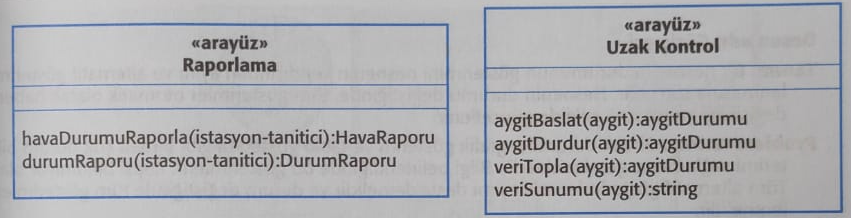 «arayüz»
Raporlama
havaDurumuRaporla(istasyon-tanitici):HavaRaporu
durumRaporu(istasyon-tanitici):DurumRaporu
«arayüz»
Uzak Kontrol
aygitBaslat(aygit):aygitDurumu
aygitDurdur(aygit):aygitDurumu
veriTopla(aygit):aygitDurumu
veriSunumu(aygit):string